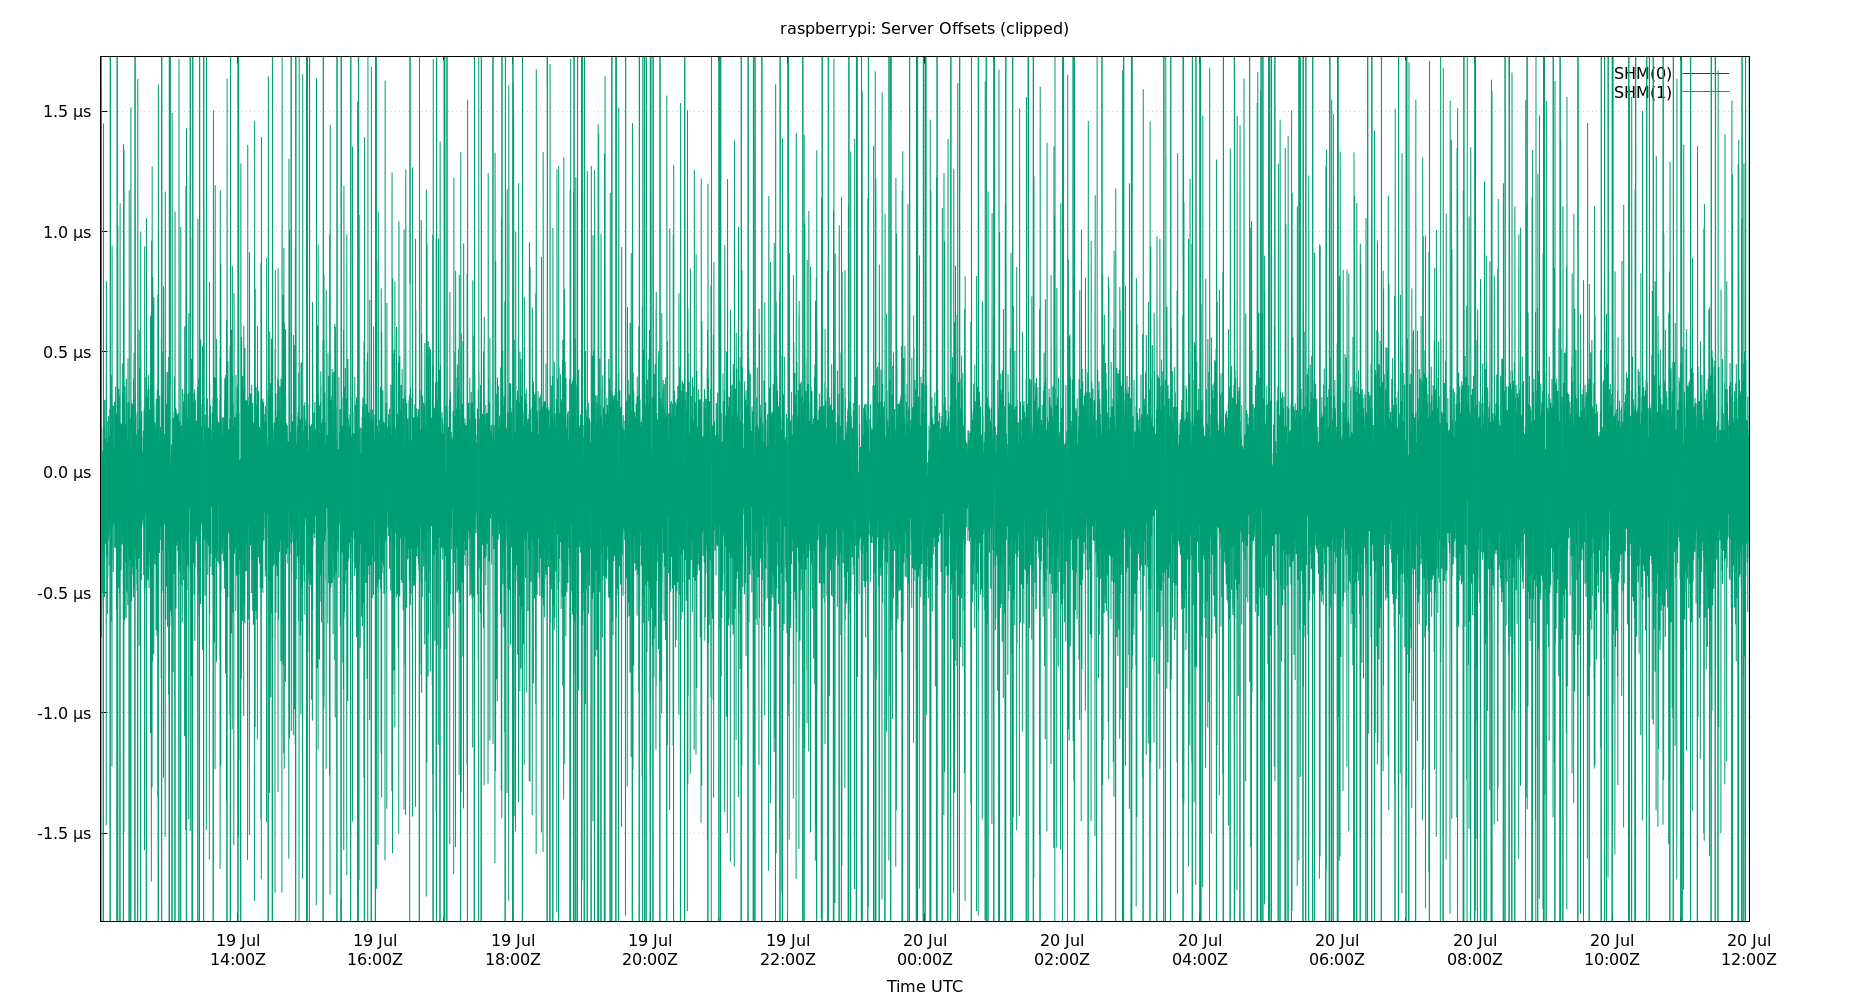 raspberrypi: Server Offsets (clipped)
SHM(0)
SHM(1)
1.5 µs
1.0 µs
0.5 µs
0.0 µs
-0.5 µs
-1.0 µs
-1.5 µs
19 Jul 19 Jul 19 Jul 19 Jul 19 Jul 20 Jul 20 Jul 20 Jul 20 Jul 20 Jul 20 Jul 20 Jul
14:00Z 16:00Z 18:00Z 20:00Z 22:00Z 00:00Z 02:00Z 04:00Z 06:00Z 08:00Z 10:00Z 12:00Z
Time UTC